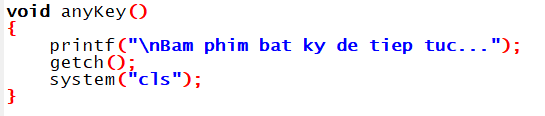 void anyKey()
{
    printf("\nBam phim bat ky de tiep tuc...");
    getch();
    system("cls");
}